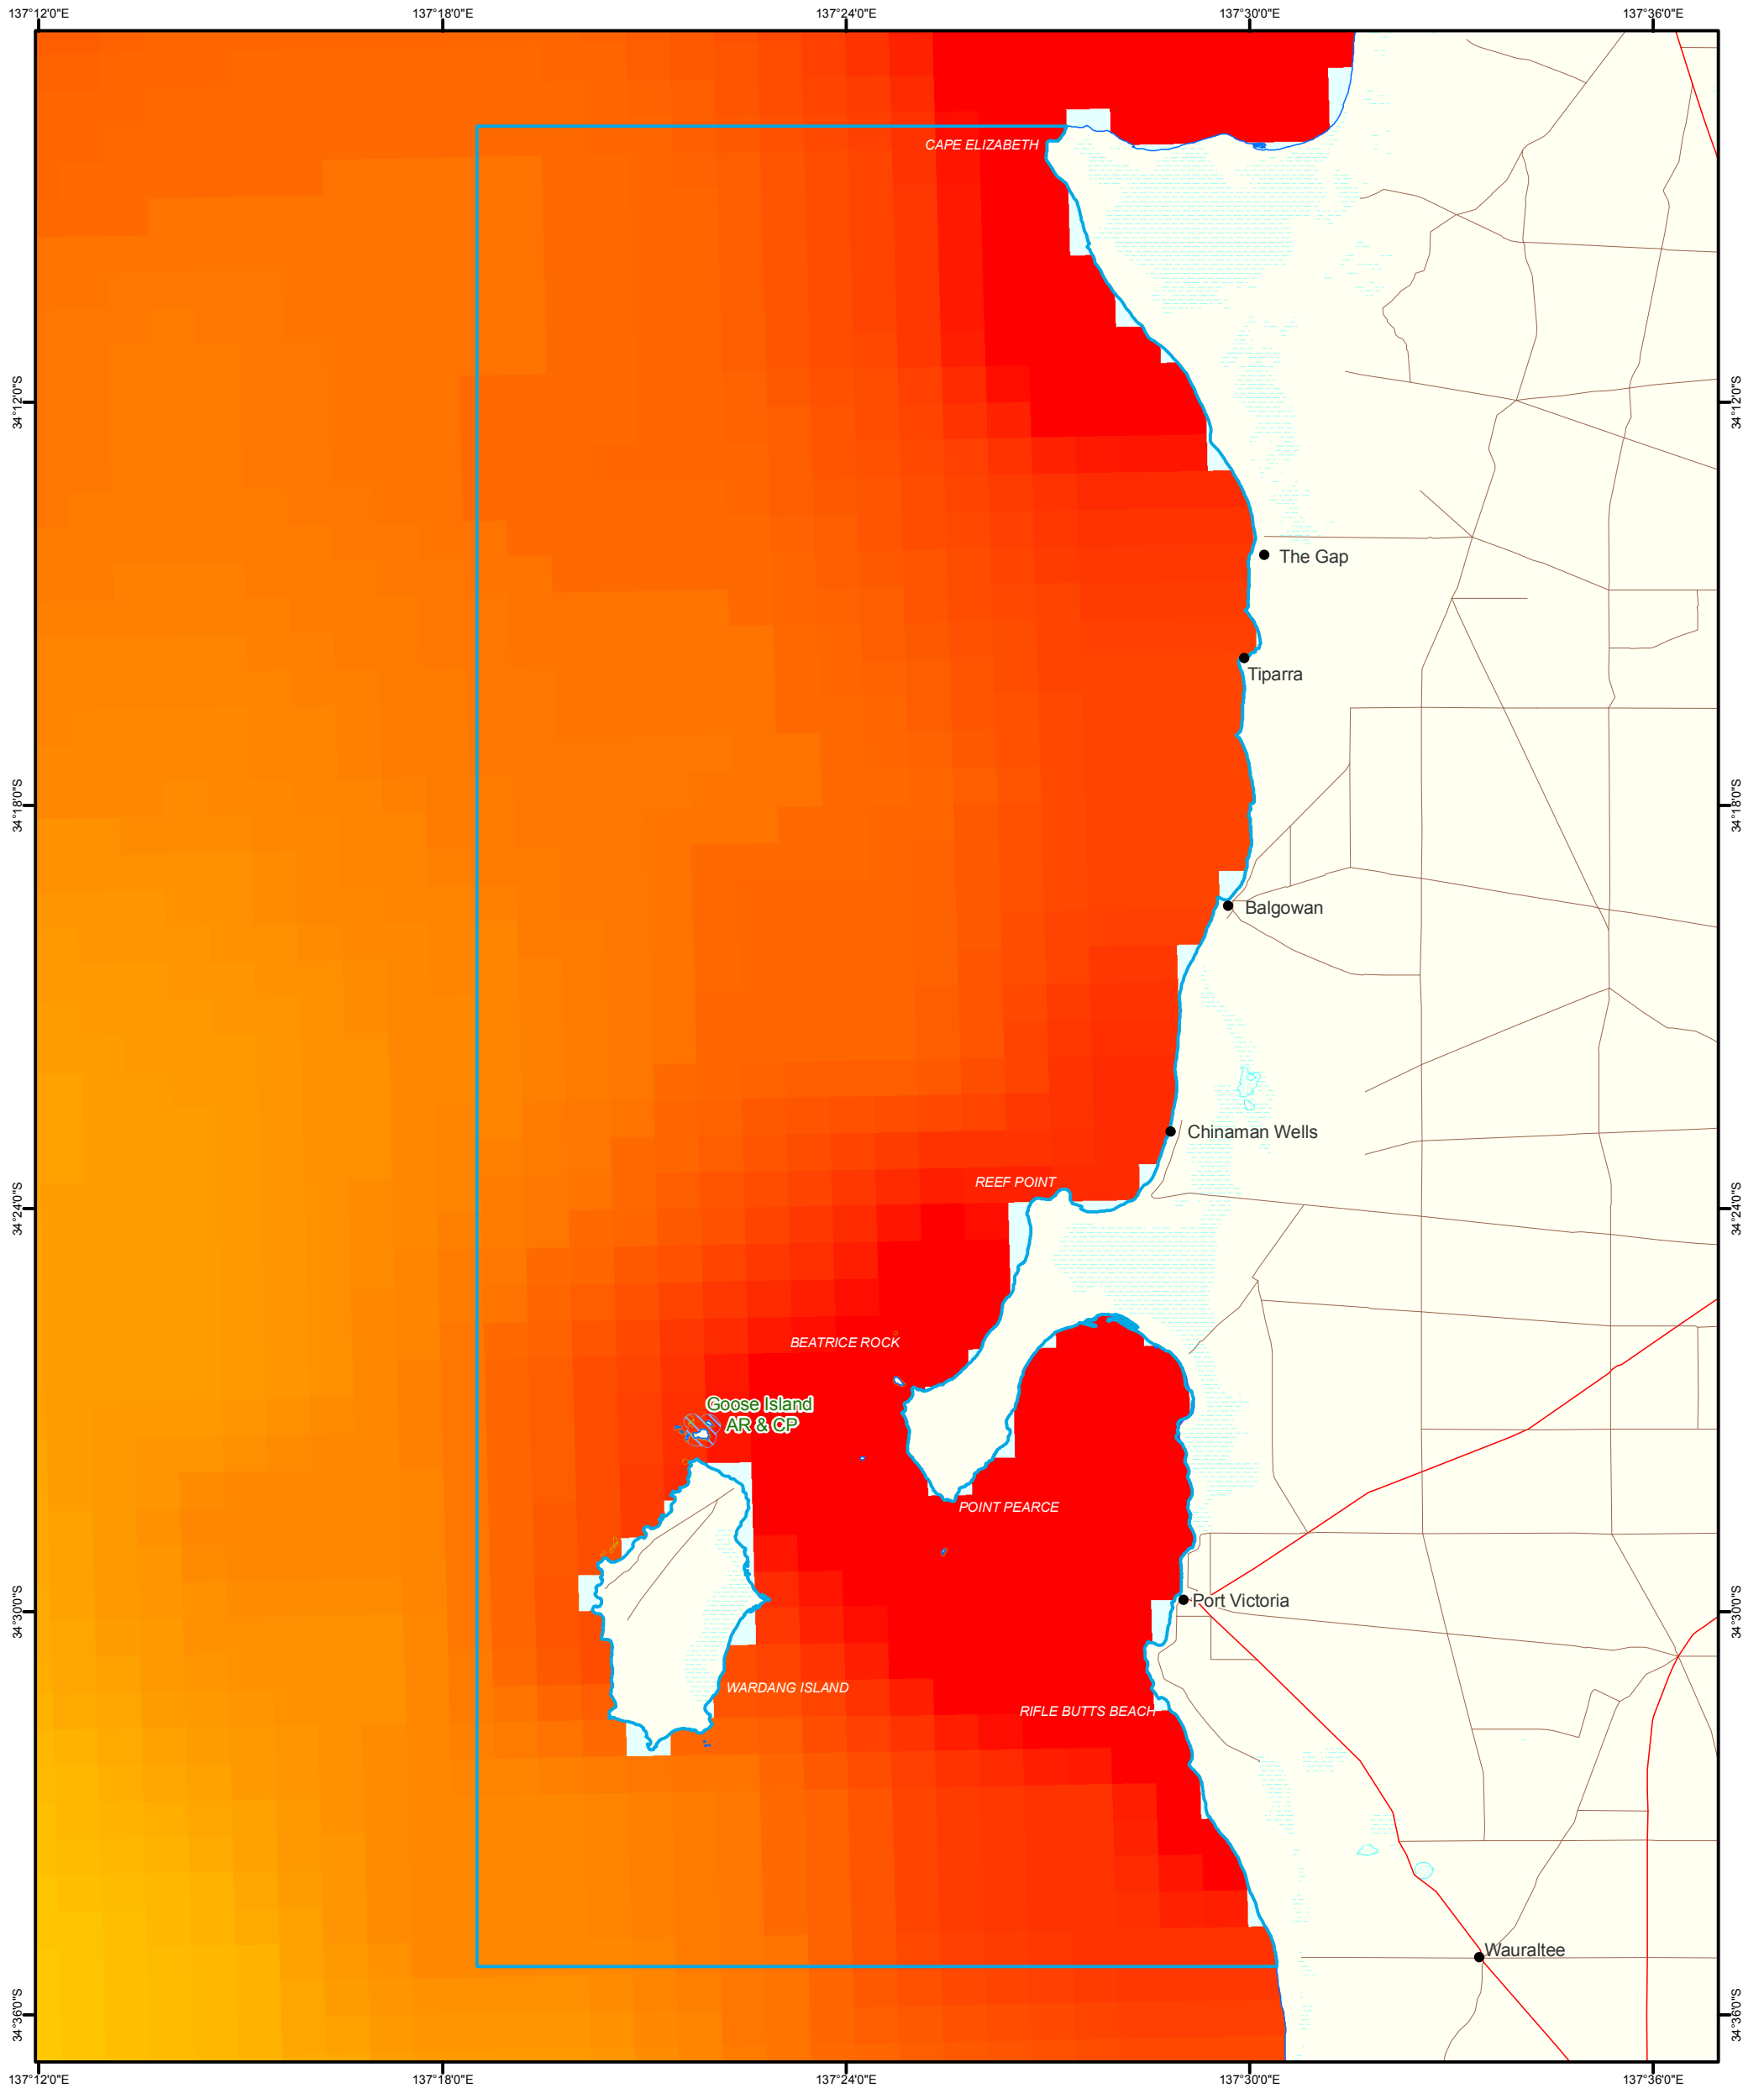 137°12'0"E
137°18'0"E
137°24'0"E
137°30'0"E
137°36'0"E
CAPE ELIZABETH
34°12'0"S
34°12'0"S
The Gap
Tiparra
34°18'0"S
34°18'0"S
Balgowan
Chinaman Wells
REEF POINT
34°24'0"S
34°24'0"S
BEATRICE ROCK
Goose Island
AR & CP
POINT PEARCE
34°30'0"S
34°30'0"S
Port Victoria
WARDANG ISLAND
RIFLE BUTTS BEACH
Wauraltee
34°36'0"S
34°36'0"S
137°12'0"E
137°18'0"E
137°24'0"E
137°30'0"E
137°36'0"E